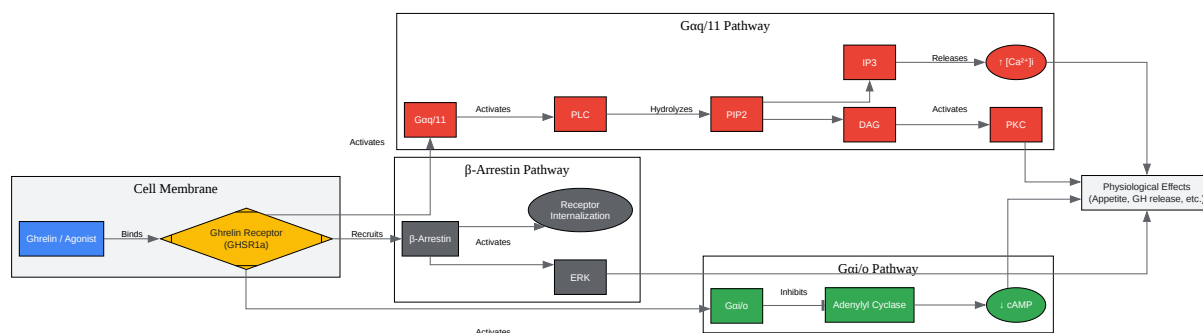 Gαq/11 Pathway
IP3
Releases
↑ [Ca²⁺]i
Gαq/11
Activates
PLC
Hydrolyzes
PIP2
DAG
Activates
PKC
Activates
β-Arrestin Pathway
Receptor
Internalization
β-Arrestin
Activates
ERK
Cell Membrane
Ghrelin / Agonist
Binds
Ghrelin Receptor
(GHSR1a)
Recruits
Physiological Effects
(Appetite, GH release, etc.)
Gαi/o Pathway
Gαi/o
Inhibits
Adenylyl Cyclase
↓ cAMP
Activates